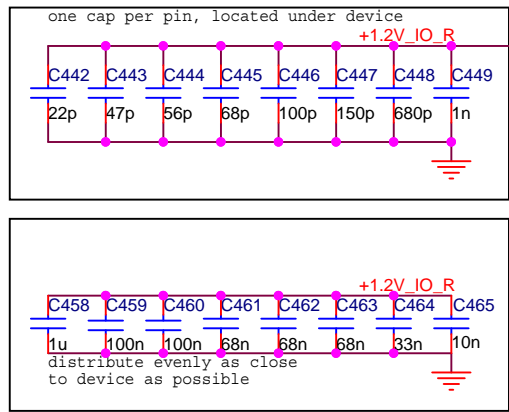 one cap per pin, located under device
+1.2V_IO_R
C442 C443 C444 C445 C446 C447 C448 C449
22p 47p 56p 68p 100p 150p 680p 1n
+1.2V_IO_R
C458 C459 C460 C461 C462 C463 C464 C465
1u 100n 100n 68n 68n 68n 33n 10n
distribute evenly as close
to device as possible